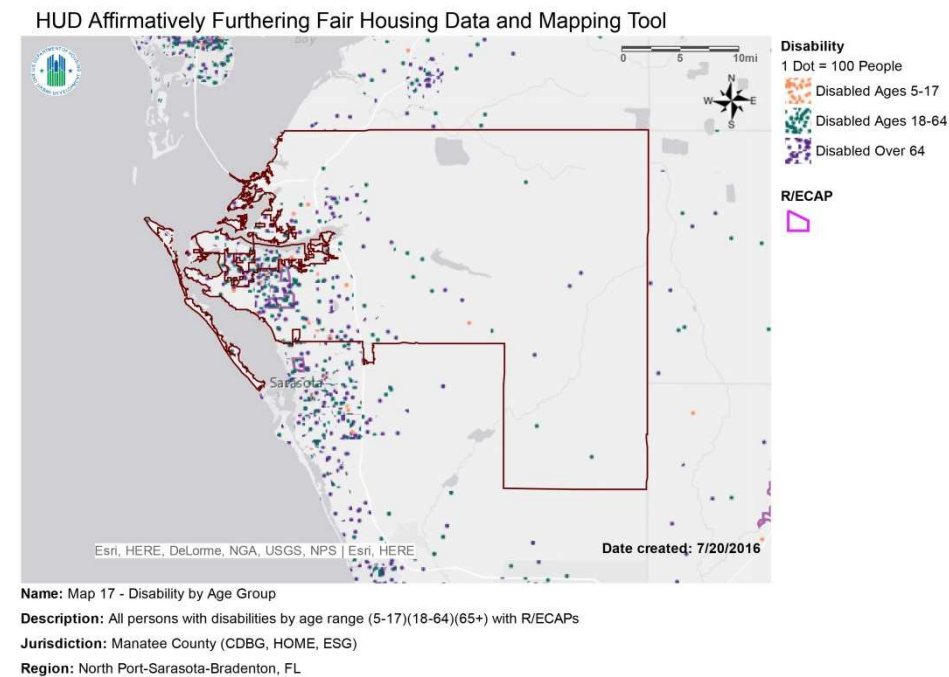 HUD Affirmatively Furthering Fair Housing Data and Mapping Tool
Bay
0 5 10mi
N
W E
S
Sarasota
Esri, HERE, DeLorme, NGA, USGS, NPS | Esri, HERE
Date created: 7/20/2016
Disability
1 Dot = 100 People
Disabled Ages 5-17
Disabled Ages 18-64
Disabled Over 64
R/ECAP
Name: Map 17 - Disability by Age Group
Description: All persons with disabilities by age range (5-17)(18-64)(65+) with R/ECAPs
Jurisdiction: Manatee County (CDBG, HOME, ESG)
Region: North Port-Sarasota-Bradenton, FL